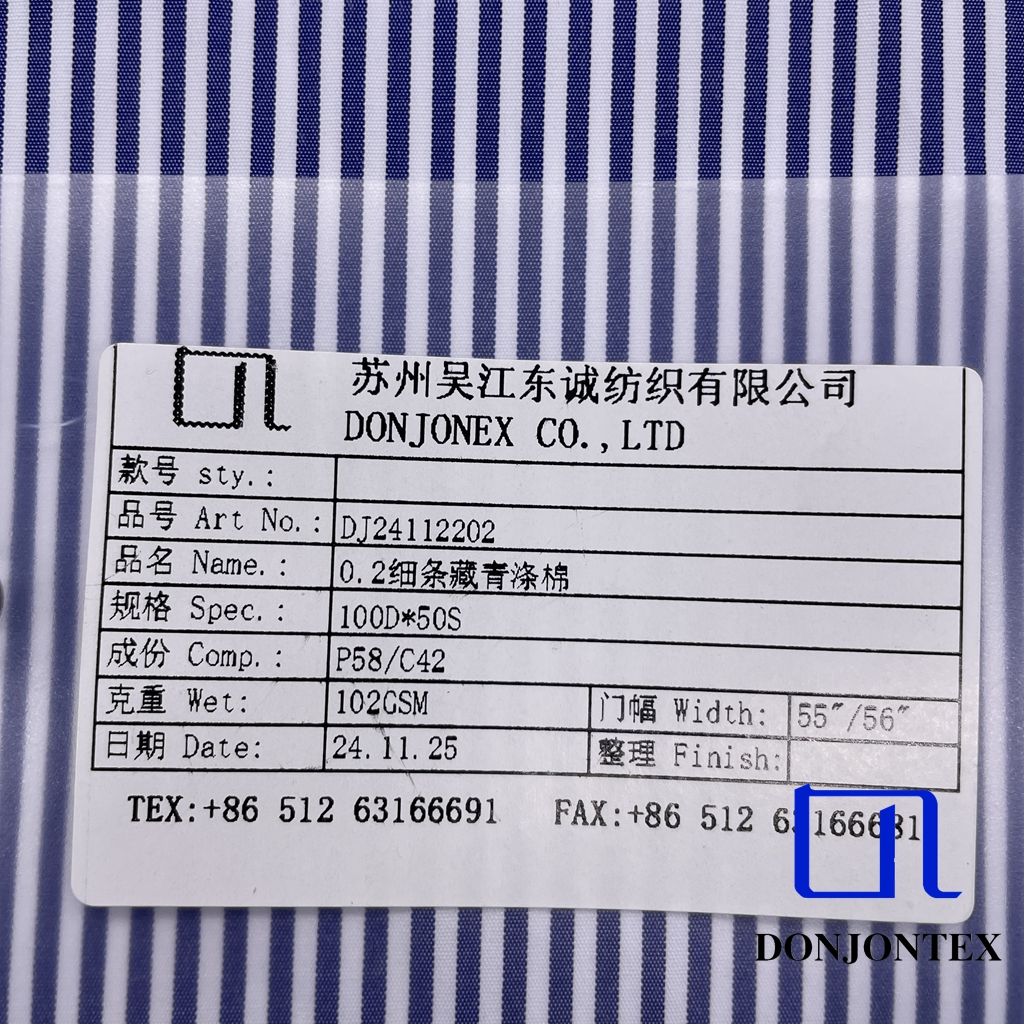 苏州吴江东诚纺织有限公司
DONJONEX CO.,LTD
款号 sty.:
品号 Art No.: DJ24112202
品名 Name.: 0.2细条藏青涤棉
规格 Spec.: 100D*50S
成份 Comp.: P58/C42
克重 Wet: 102GSM 门幅 Width: 55″/56″
日期 Date: 24.11.25 整理 Finish:
TEX:+86 512 63166691 FAX:+86 512 63166681
DONJONTEX